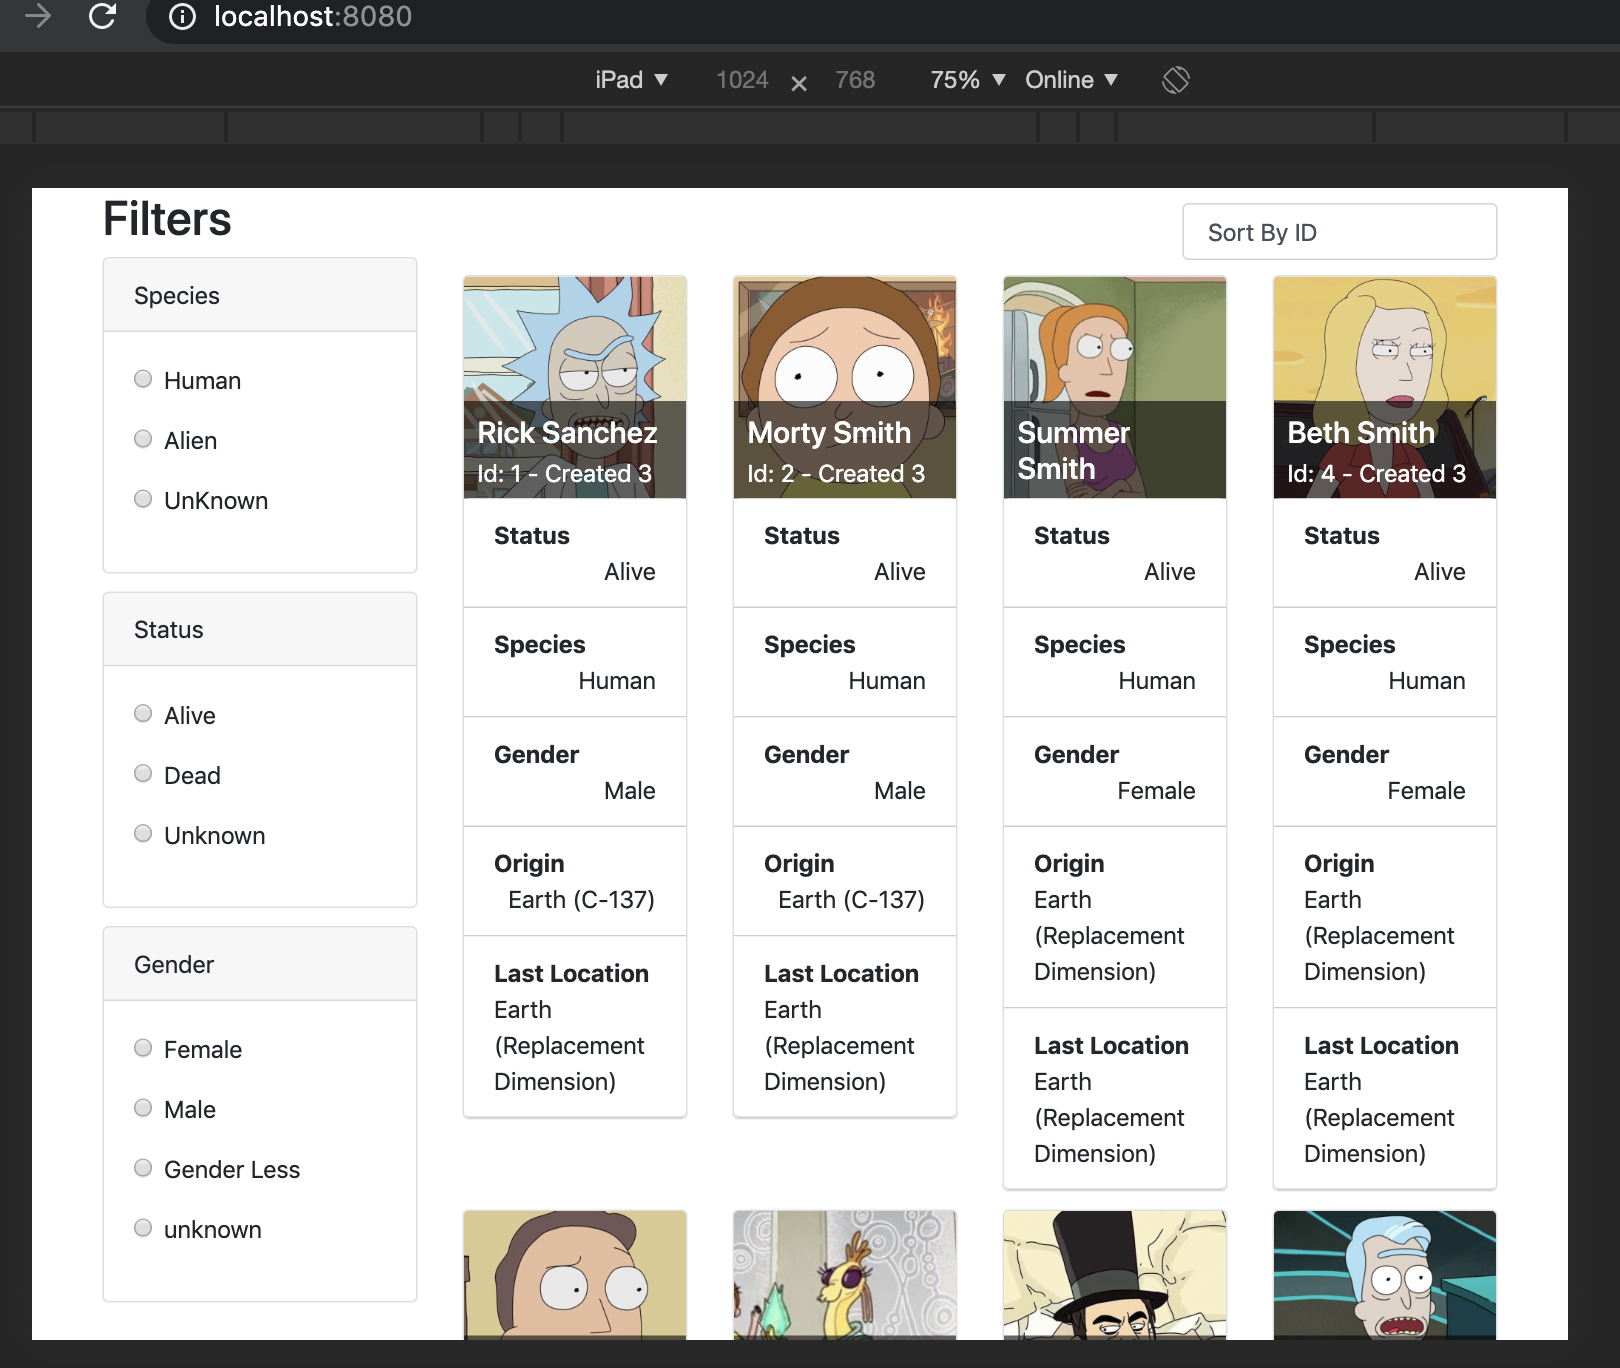 localhost:8080
iPad ▼ 1024 × 768 75% ▼ Online ▼
Filters
Sort By ID
Species
Human
Alien
UnKnown
Status
Alive
Dead
Unknown
Gender
Female
Male
Gender Less
unknown
Rick Sanchez
Id: 1 - Created 3
Status
Alive
Species
Human
Gender
Male
Origin
Earth (C-137)
Last Location
Earth
(Replacement
Dimension)
Morty Smith
Id: 2 - Created 3
Status
Alive
Species
Human
Gender
Male
Origin
Earth (C-137)
Last Location
Earth
(Replacement
Dimension)
Summer
Smith
Status
Alive
Species
Human
Gender
Female
Origin
Earth
(Replacement
Dimension)
Last Location
Earth
(Replacement
Dimension)
Beth Smith
Id: 4 - Created 3
Status
Alive
Species
Human
Gender
Female
Origin
Earth
(Replacement
Dimension)
Last Location
Earth
(Replacement
Dimension)